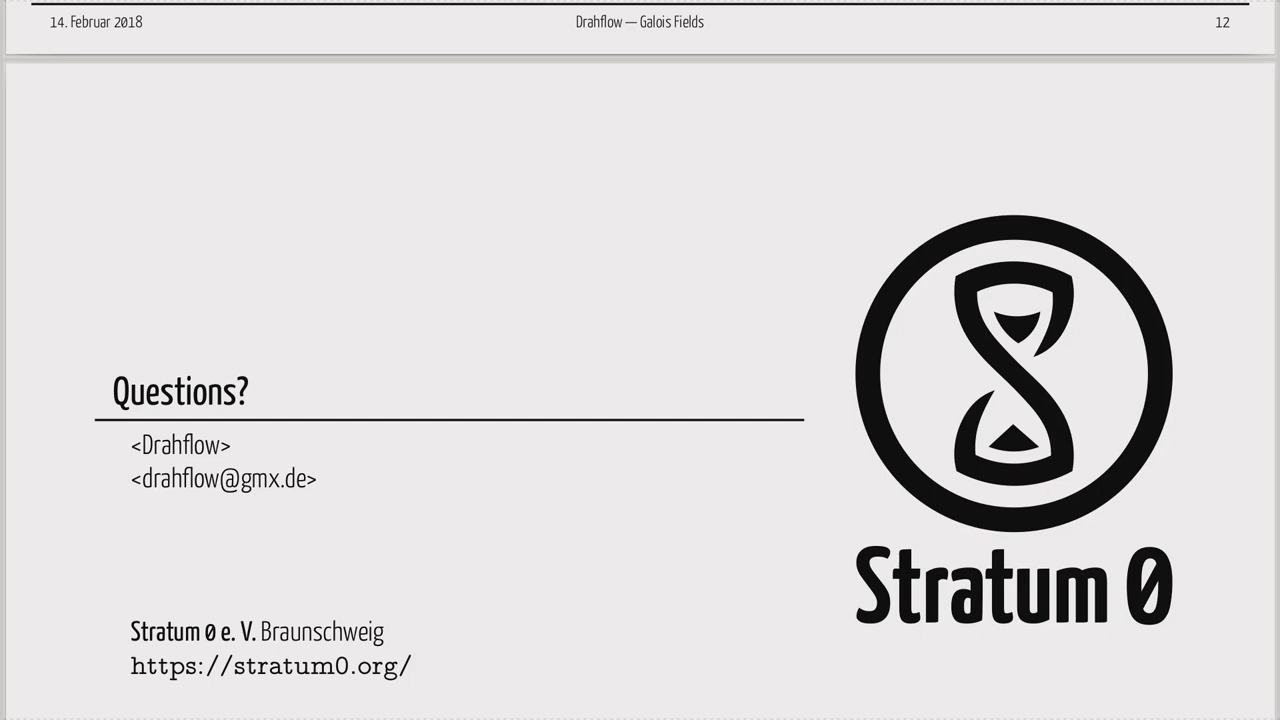 14. Februar 2018
Drahflow — Galois Fields
12
Questions?
<Drahflow>
<drahflow@gmx.de>
Stratum 0
Stratum 0 e. V. Braunschweig
https://stratum0.org/